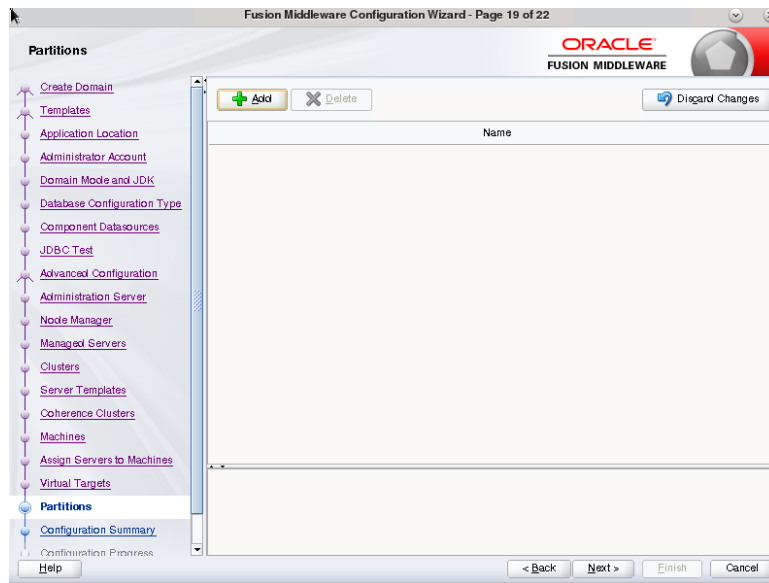 Fusion Middleware Configuration Wizard - Page 19 of 22
Partitions
ORACLE
FUSION MIDDLEWARE
Create Domain
Templates
Application Location
Administrator Account
Domain Mode and JDK
Database Configuration Type
Component Datasources
JDBC Test
Advanced Configuration
Administration Server
Node Manager
Managed Servers
Clusters
Server Templates
Coherence Clusters
Machines
Assign Servers to Machines
Virtual Targets
Partitions
Configuration Summary
Configuration Progress
Add
Delete
Discard Changes
Name
Help
< Back
Next >
Finish
Cancel